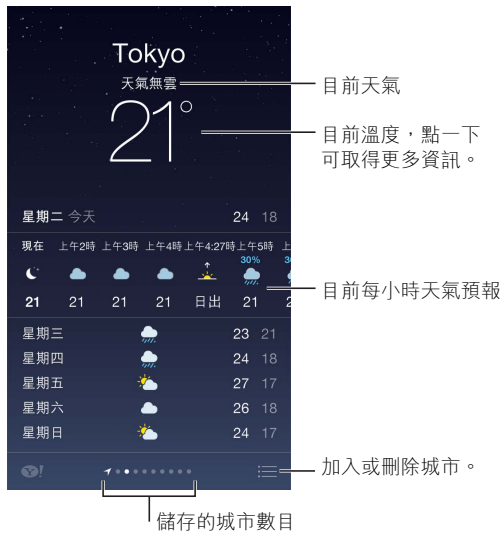 Tokyo
天氣無雲
21°
目前天氣
目前溫度，點一下
可取得更多資訊。
星期二 今天 24 18
現在 上午2時 上午3時 上午4時 上午4:27時 上午5時 上
30% 30
21 21 21 21 日出 21 2
目前每小時天氣預報
星期三 23 21
星期四 24 18
星期五 27 17
星期六 26 18
星期日 24 17
Y!
加入或刪除城市。
儲存的城市數目